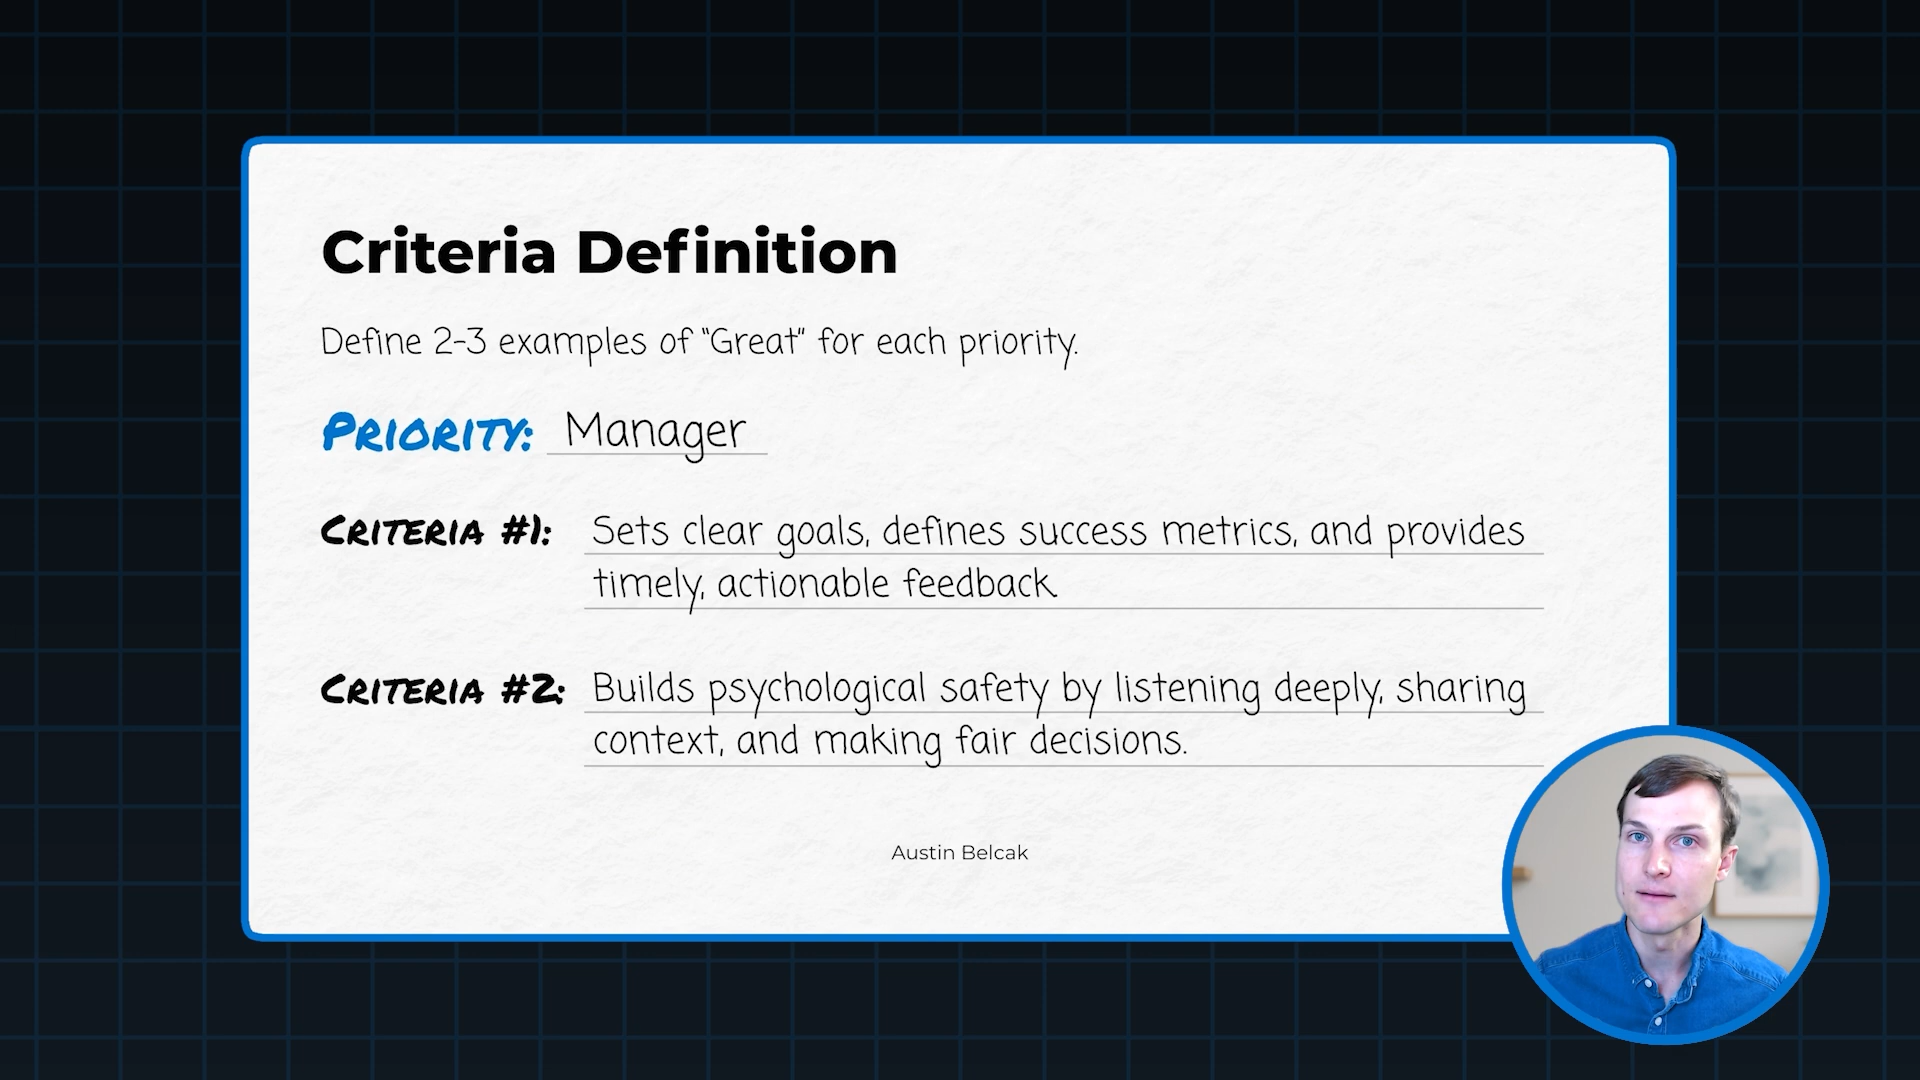 Criteria Definition
Define 2-3 examples of "Great" for each priority.
PRIORITY: Manager
CRITERIA #1: Sets clear goals, defines success metrics, and provides
timely, actionable feedback.
CRITERIA #2: Builds psychological safety by listening deeply, sharing
context, and making fair decisions.
Austin Belcak